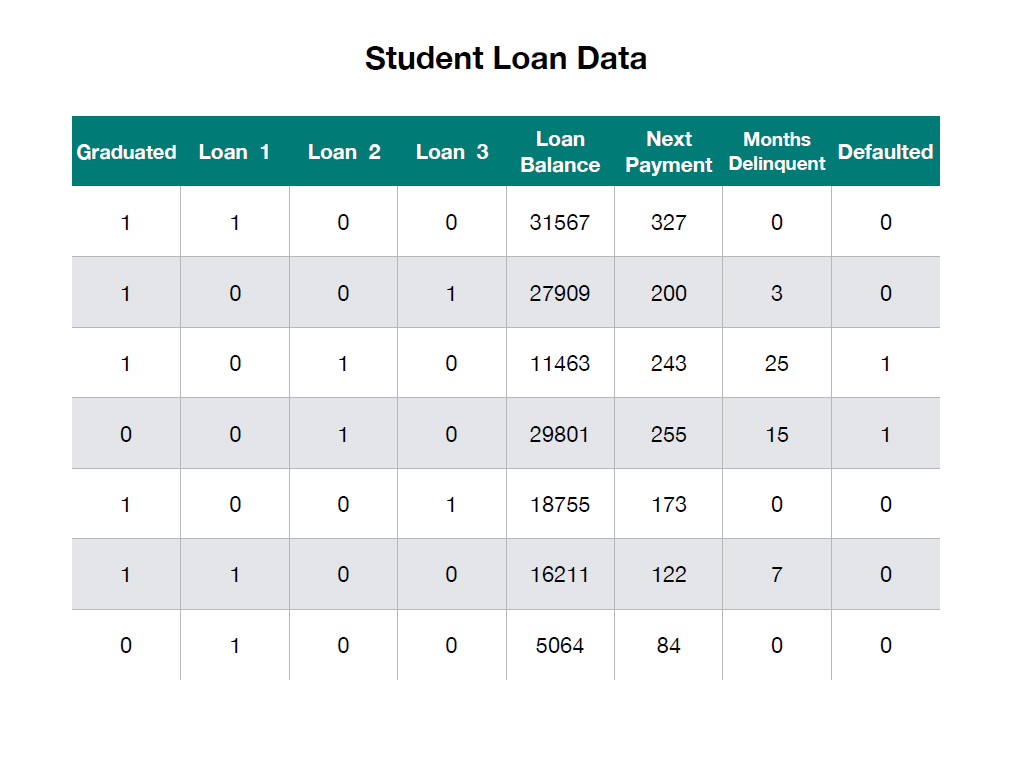 Student Loan Data
Graduated Loan 1 Loan 2 Loan 3 Loan Balance Next Payment Months Delinquent Defaulted
1 1 0 0 31567 327 0 0
1 0 0 1 27909 200 3 0
1 0 1 0 11463 243 25 1
0 0 1 0 29801 255 15 1
1 0 0 1 18755 173 0 0
1 1 0 0 16211 122 7 0
0 1 0 0 5064 84 0 0